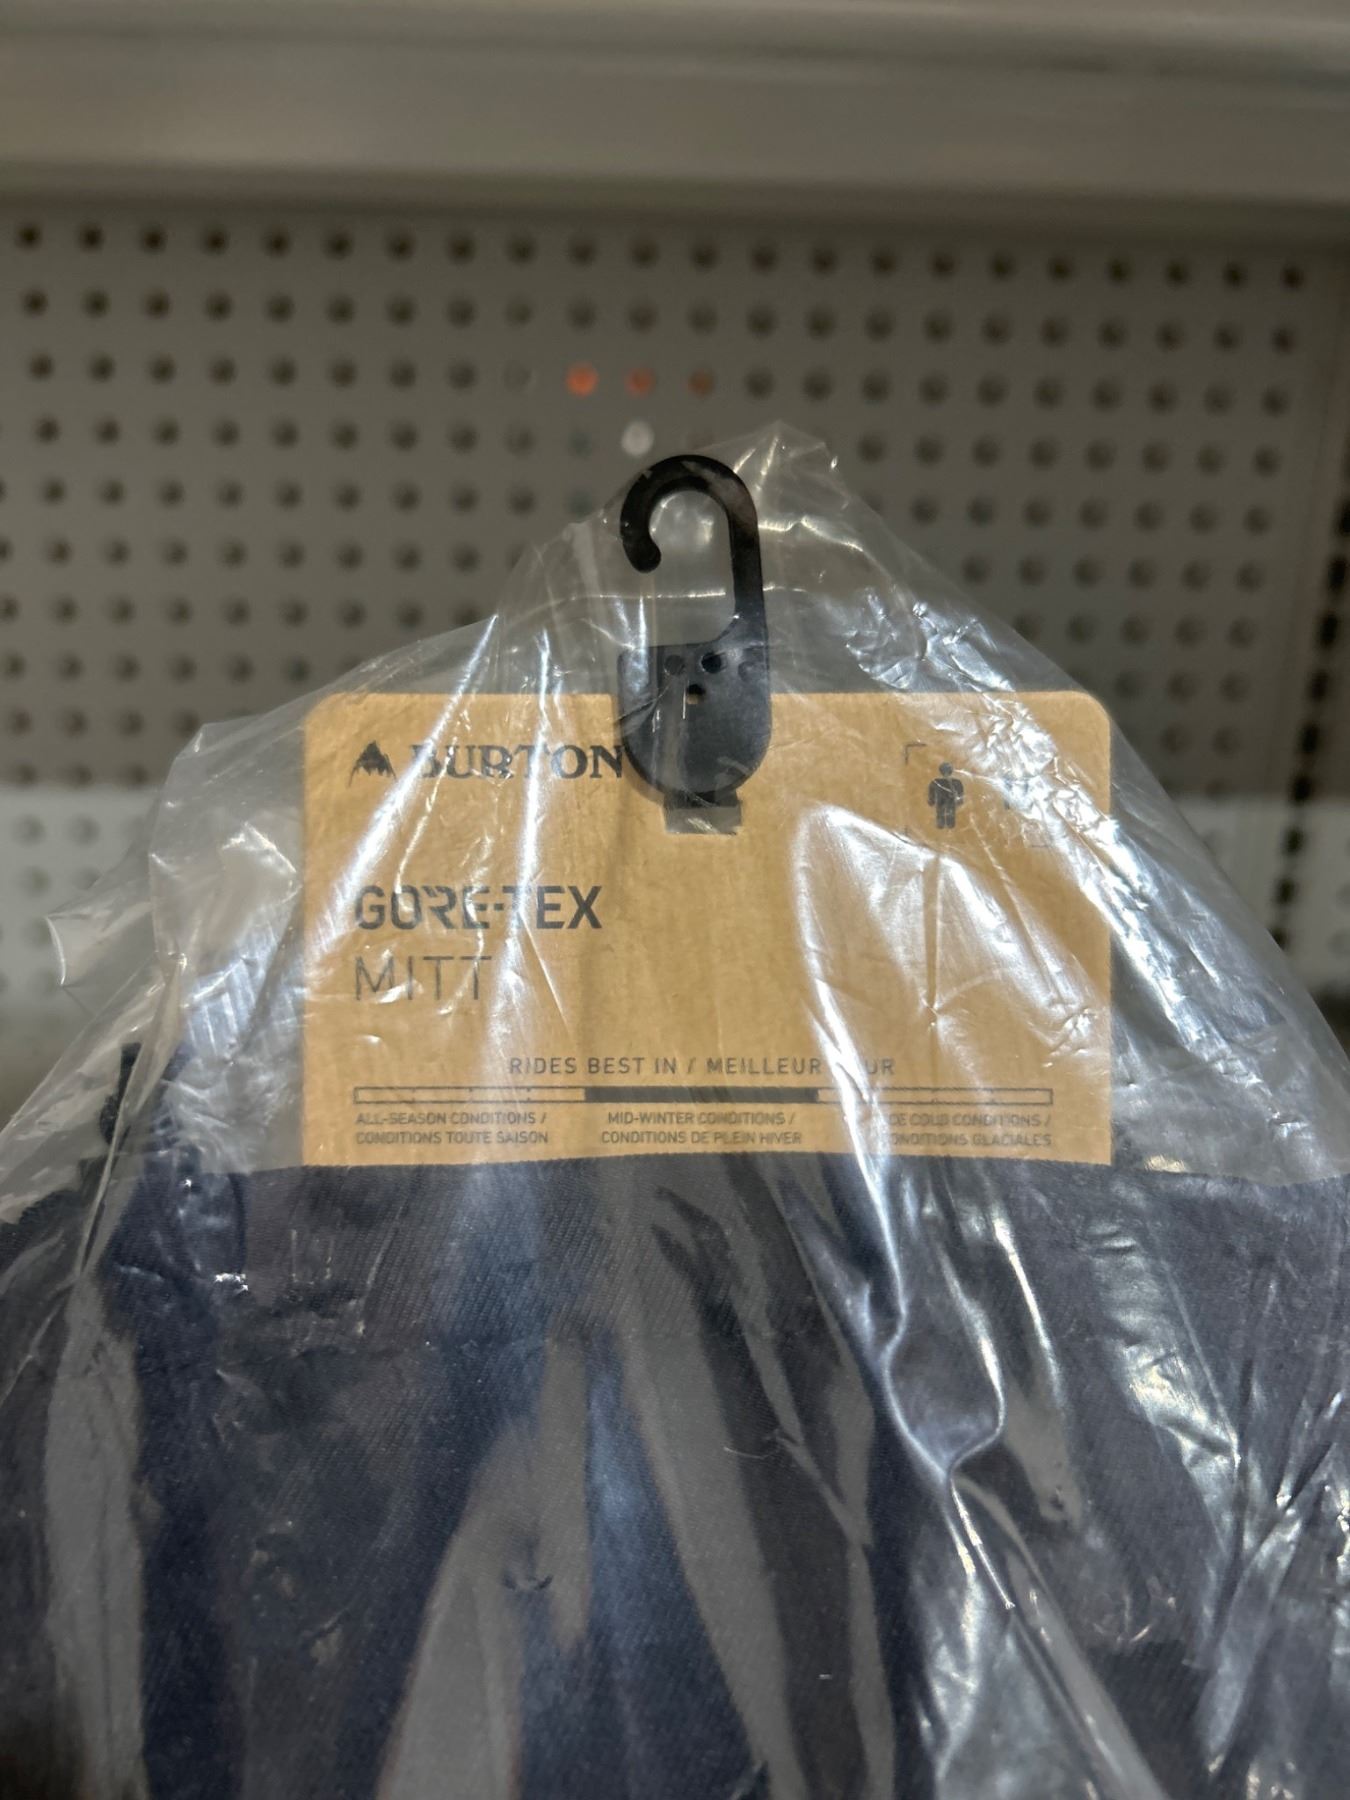 BURTON
GORE-TEX
MITT
RIDES BEST IN / MEILLEUR
ALL-SEASON CONDITIONS /
CONDITIONS TOUTE SAISON
MID-WINTER CONDITIONS /
CONDITIONS DE PLEIN HIVER
COLD CONDITIONS /
CONDITIONS GLACIALES